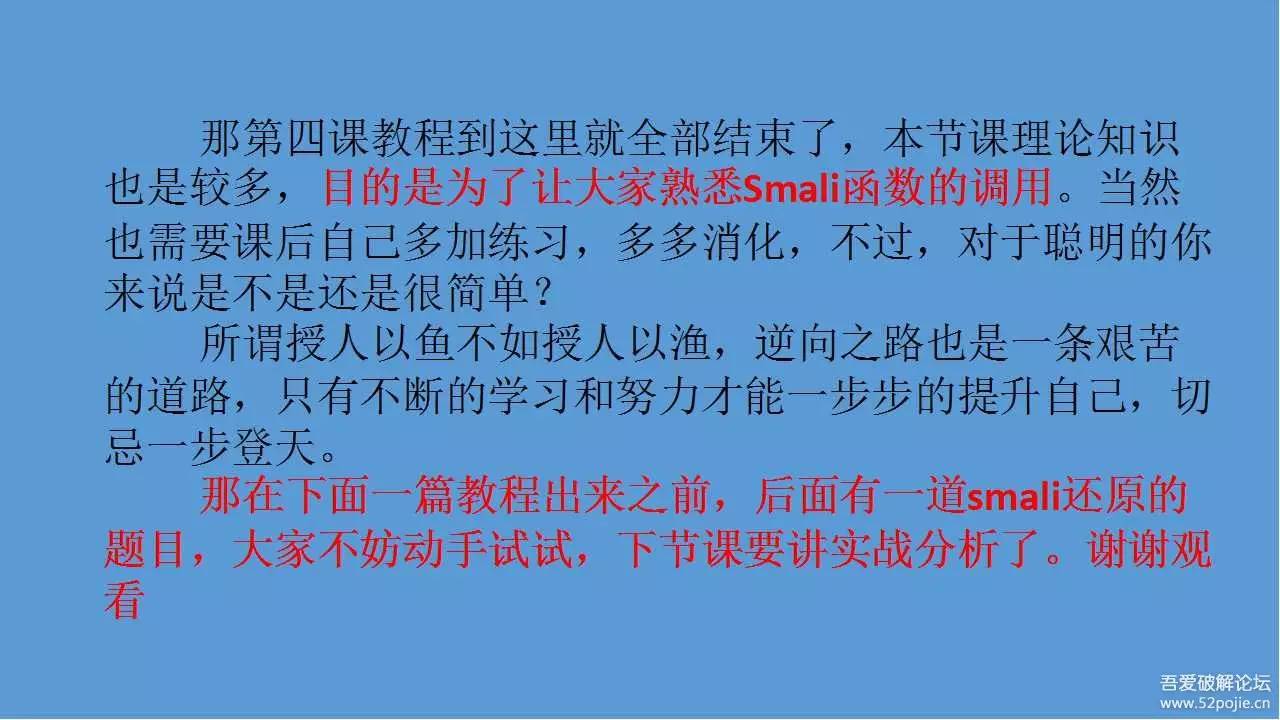 那第四课教程到这里就全部结束了，本节课理论知识
也是较多，目的是为了让大家熟悉Smali函数的调用。当然
也需要课后自己多加练习，多多消化，不过，对于聪明的你
来说是不是还是很简单？
所谓授人以鱼不如授人以渔，逆向之路也是一条艰苦
的道路，只有不断的学习和努力才能一步步的提升自己，切
忌一步登天。
那在下面一篇教程出来之前，后面有一道smali还原的
题目，大家不妨动手试试，下节课要讲实战分析了。谢谢观
看
吾爱破解论坛
www.52pojie.cn